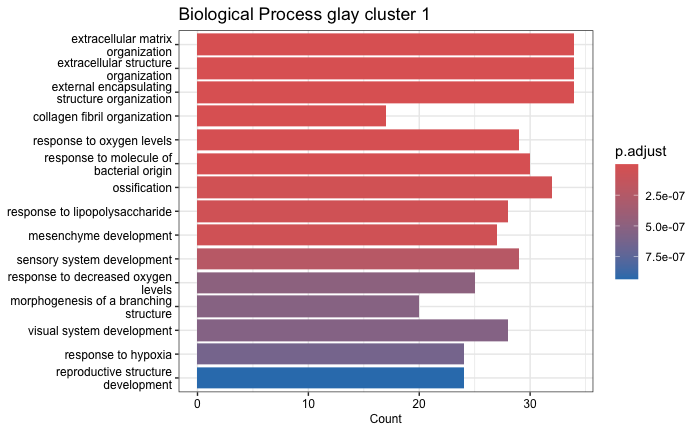 Biological Process glay cluster 1
extracellular matrix
organization
extracellular structure
organization
external encapsulating
structure organization
collagen fibril organization
response to oxygen levels
response to molecule of
bacterial origin
ossification
response to lipopolysaccharide
mesenchyme development
sensory system development
response to decreased oxygen
levels
morphogenesis of a branching
structure
visual system development
response to hypoxia
reproductive structure
development
0
10
20
30
Count
p.adjust
2.5e-07
5.0e-07
7.5e-07